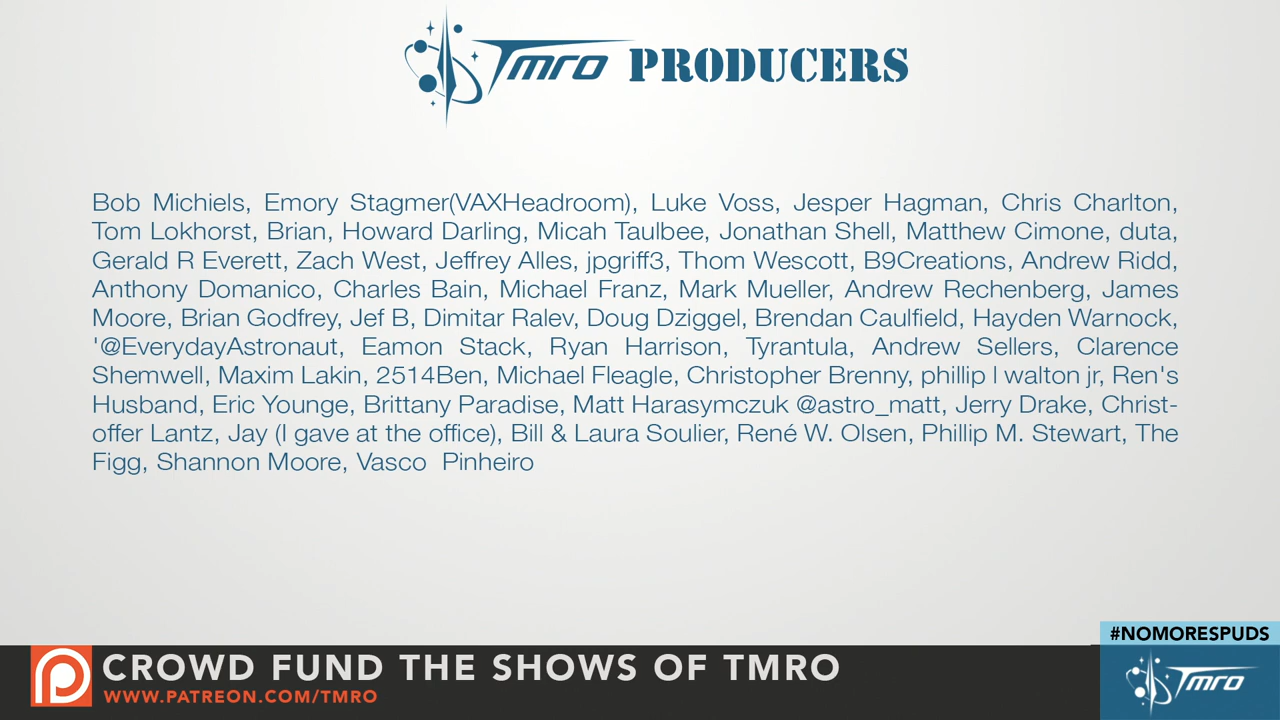 Tmro PRODUCERS
Bob Michiels, Emory Stagmer(VAXHeadroom), Luke Voss, Jesper Hagman, Chris Charlton,
Tom Lokhorst, Brian, Howard Darling, Micah Taulbee, Jonathan Shell, Matthew Cimone, duta,
Gerald R Everett, Zach West, Jeffrey Alles, jpgriff3, Thom Wescott, B9Creations, Andrew Ridd,
Anthony Domanico, Charles Bain, Michael Franz, Mark Mueller, Andrew Rechenberg, James
Moore, Brian Godfrey, Jef B, Dimitar Ralev, Doug Dziggel, Brendan Caulfield, Hayden Warnock,
'@EverydayAstronaut, Eamon Stack, Ryan Harrison, Tyrantula, Andrew Sellers, Clarence
Shemwell, Maxim Lakin, 2514Ben, Michael Fleagle, Christopher Brenny, phillip l walton jr, Ren's
Husband, Eric Younge, Brittany Paradise, Matt Harasymczuk @astro_matt, Jerry Drake, Christ-
offer Lantz, Jay (I gave at the office), Bill & Laura Soulier, René W. Olsen, Phillip M. Stewart, The
Figg, Shannon Moore, Vasco  Pinheiro
#NOMORESPUDS
CROWD FUND THE SHOWS OF TMRO
WWW.PATREON.COM/TMRO
Tmro